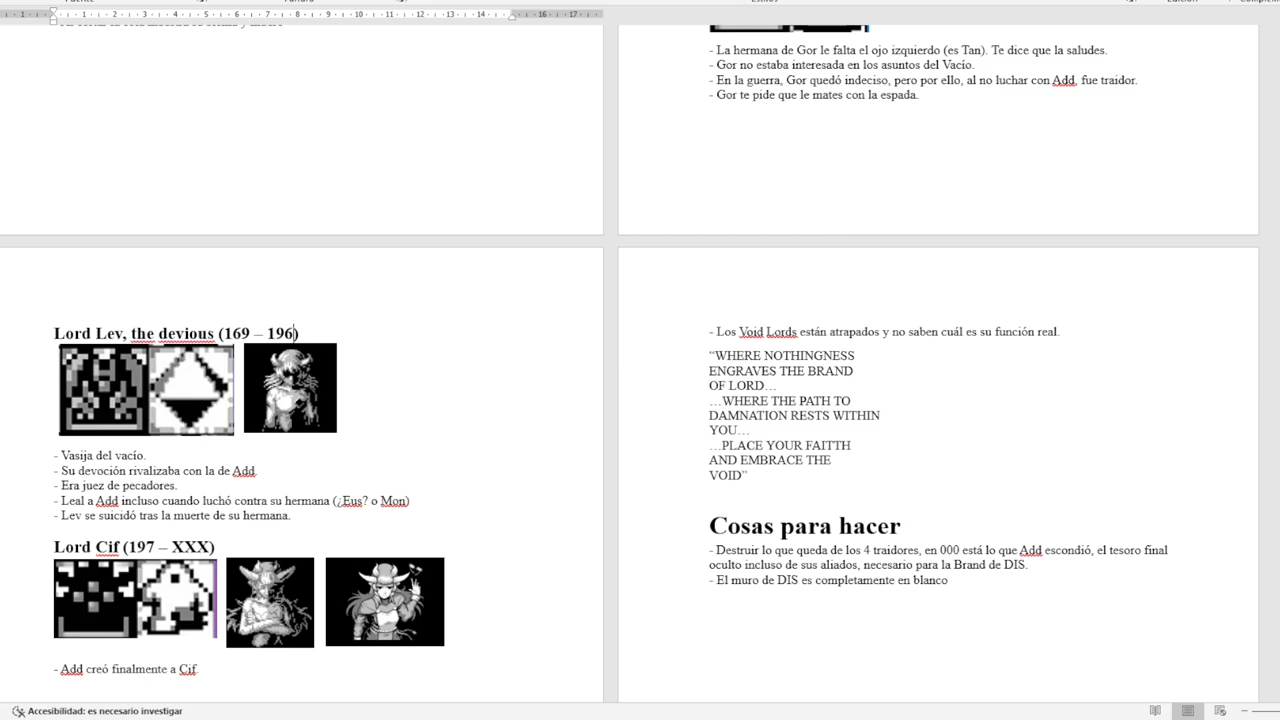 - La hermana de Gor le falta el ojo izquierdo (es Tan). Te dice que la saludes.
- Gor no estaba interesada en los asuntos del Vacío.
- En la guerra, Gor quedó indeciso, pero por ello, al no luchar con Add, fue traidor.
- Gor te pide que le mates con la espada.
Lord Lev, the devious (169 – 196)
- Vasija del vacío.
- Su devoción rivalizaba con la de Add.
- Era juez de pecadores.
- Leal a Add incluso cuando luchó contra su hermana (¿Eus? o Mon)
- Lev se suicidó tras la muerte de su hermana.
Lord Cif (197 – XXX)
- Add creó finalmente a Cif.
- Los Void Lords están atrapados y no saben cuál es su función real.
“WHERE NOTHINGNESS
ENGRAVES THE BRAND
OF LORD…
…WHERE THE PATH TO
DAMNATION RESTS WITHIN
YOU…
…PLACE YOUR FAITTH
AND EMBRACE THE
VOID”
Cosas para hacer
- Destruir lo que queda de los 4 traidores, en 000 está lo que Add escondió, el tesoro final
oculto incluso de sus aliados, necesario para la Brand de DIS.
- El muro de DIS es completamente en blanco
Accesibilidad: es necesario investigar